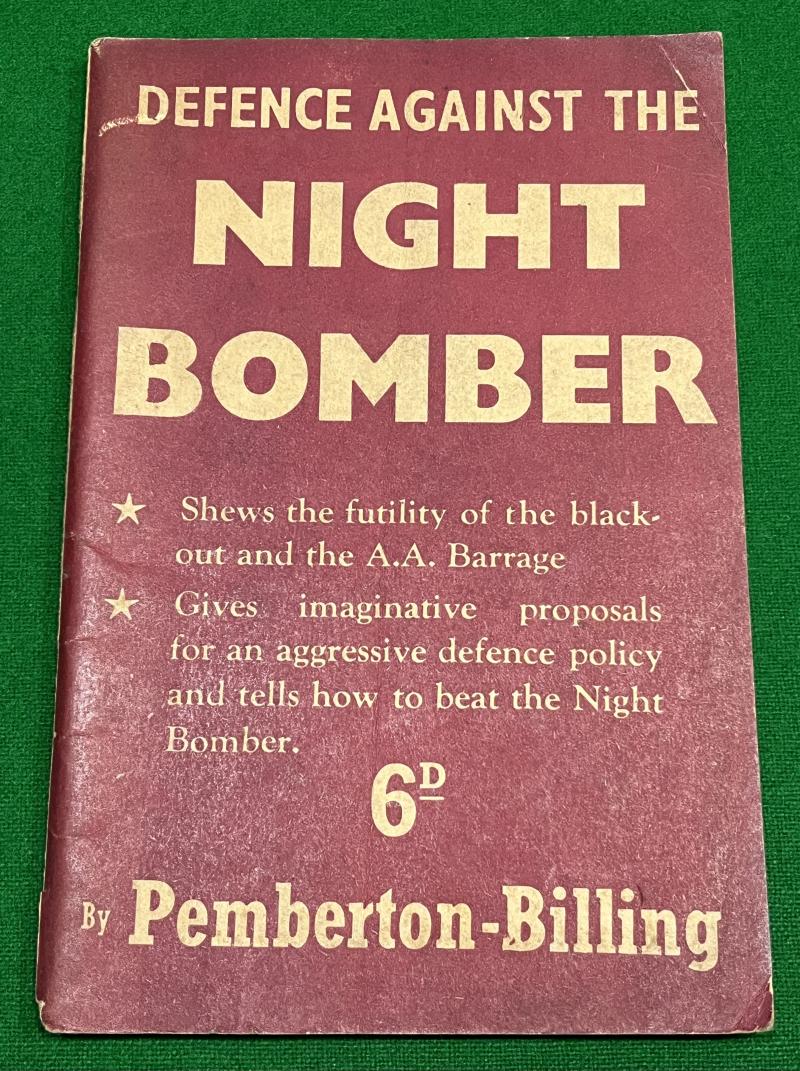 DEFENCE AGAINST THE
NIGHT
BOMBER
★ Shews the futility of the black-
out and the A.A. Barrage
★ Gives imaginative proposals
for an aggressive defence policy
and tells how to beat the Night
Bomber.
6D
By Pemberton-Billing